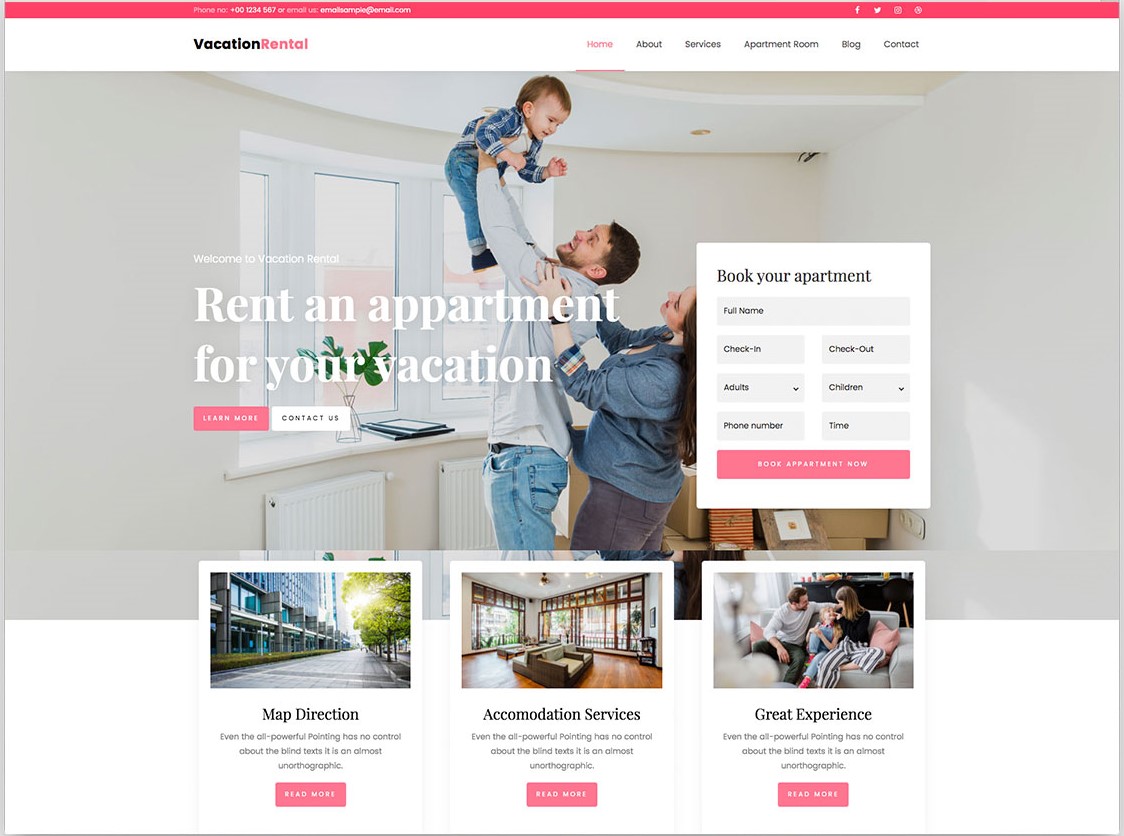 Phone no: +00 1234 567 or email us: emailsample@email.com
VacationRental
Home About Services Apartment Room Blog Contact
Welcome to Vacation Rental
Rent an appartment
for your vacation
LEARN MORE CONTACT US
Book your apartment
Full Name
Check-In Check-Out
Adults Children
Phone number Time
BOOK APPARTMENT NOW
Map Direction
Even the all-powerful Pointing has no control
about the blind texts it is an almost
unorthographic.
READ MORE
Accomodation Services
Even the all-powerful Pointing has no control
about the blind texts it is an almost
unorthographic.
READ MORE
Great Experience
Even the all-powerful Pointing has no control
about the blind texts it is an almost
unorthographic.
READ MORE